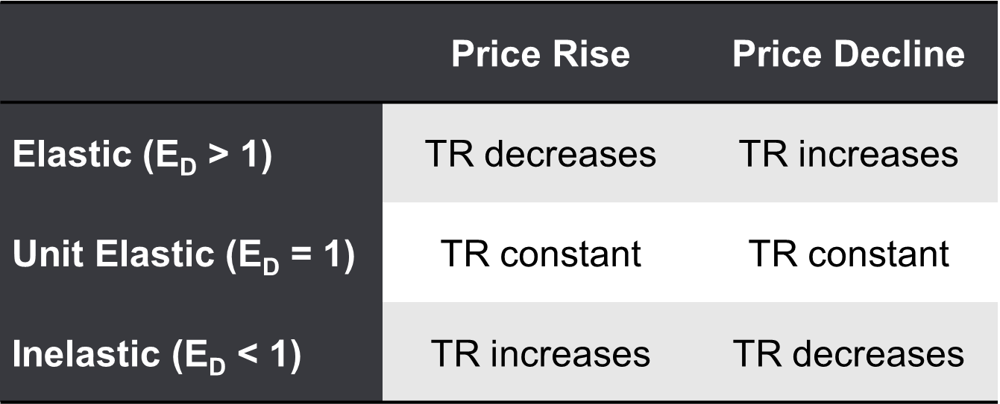 Price Rise Price Decline
Elastic (E_D > 1) TR decreases TR increases
Unit Elastic (E_D = 1) TR constant TR constant
Inelastic (E_D < 1) TR increases TR decreases